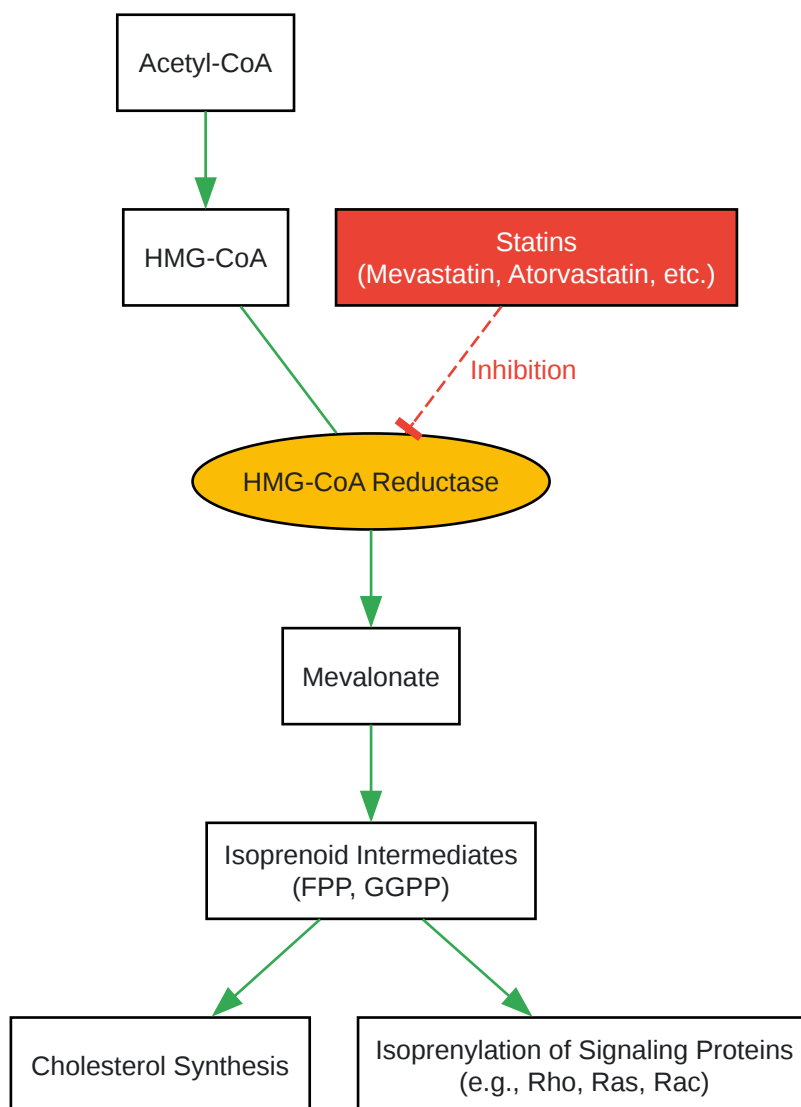 Acetyl-CoA
HMG-CoA
Statins
(Mevastatin, Atorvastatin, etc.)
Inhibition
HMG-CoA Reductase
Mevalonate
Isoprenoid Intermediates
(FPP, GGPP)
Cholesterol Synthesis
Isoprenylation of Signaling Proteins
(e.g., Rho, Ras, Rac)